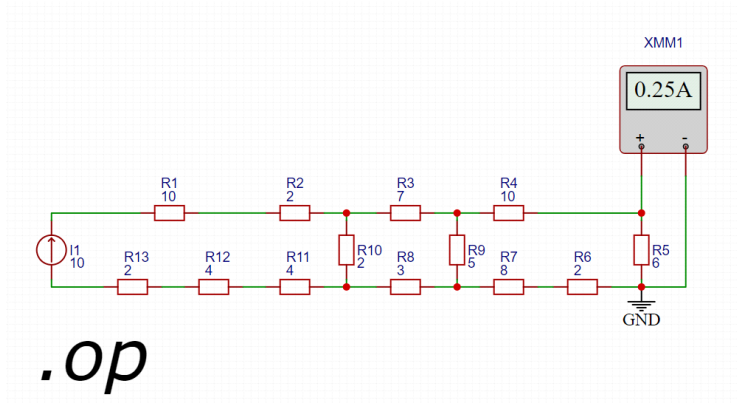 XMM1
0.25A
+ -
R1
10
R2
2
R3
7
R4
10
I1
10
R13
2
R12
4
R11
4
R10
2
R8
3
R9
5
R7
8
R6
2
R5
6
GND
.op